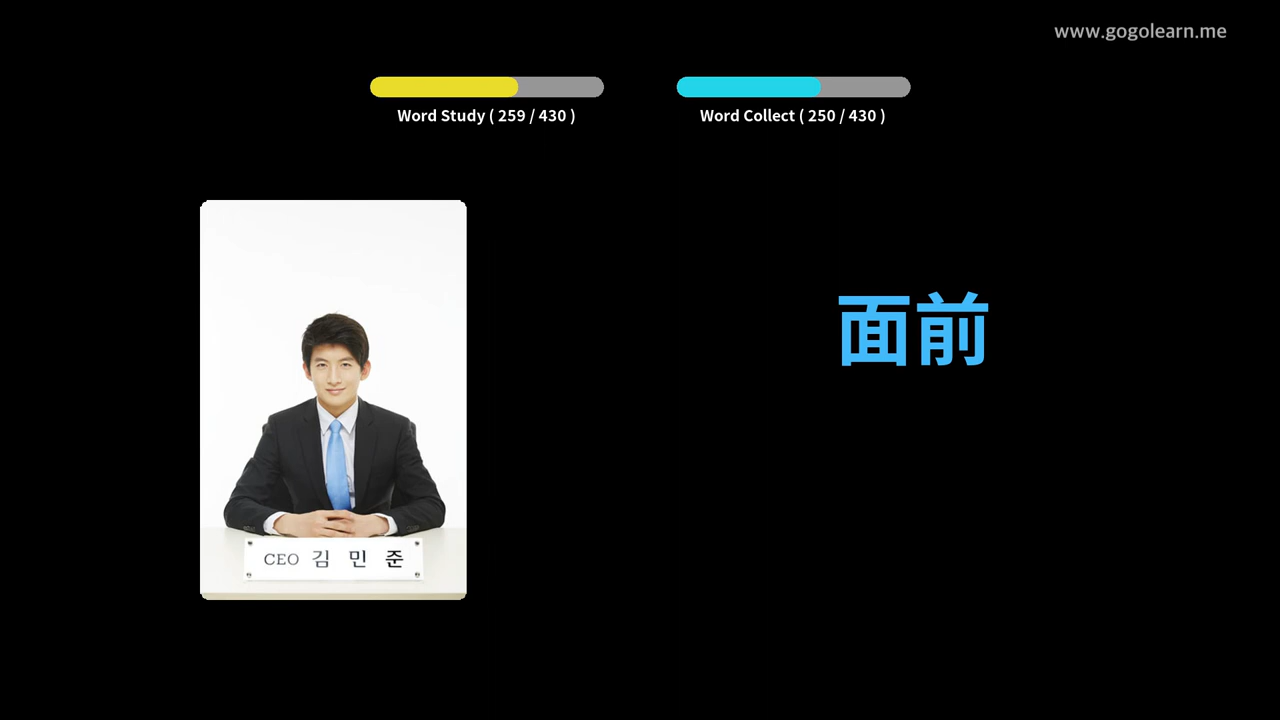 www.gogolearn.me
Word Study ( 259 / 430 )
Word Collect ( 250 / 430 )
面前
CEO 김 민 준